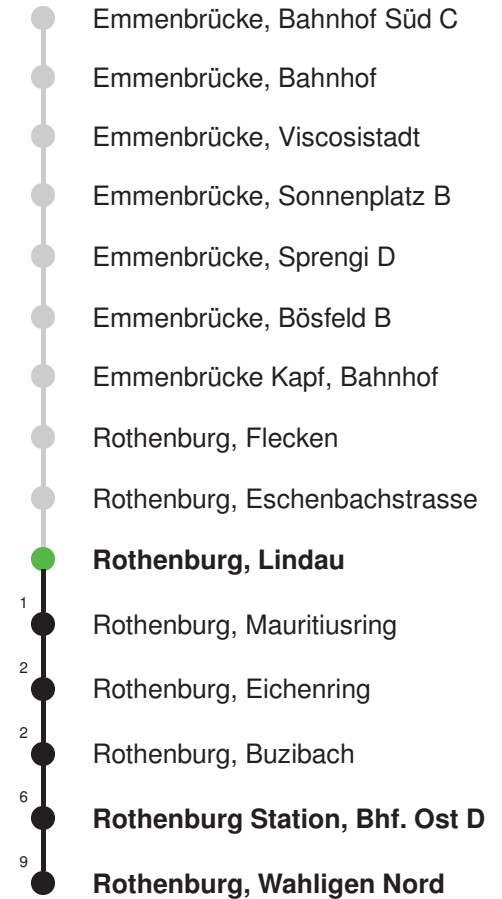 Emmenbrücke, Bahnhof Süd C
Emmenbrücke, Bahnhof
Emmenbrücke, Viscosistadt
Emmenbrücke, Sonnenplatz B
Emmenbrücke, Sprengi D
Emmenbrücke, Bösfeld B
Emmenbrücke Kapf, Bahnhof
Rothenburg, Flecken
Rothenburg, Eschenbachstrasse
Rothenburg, Lindau
1 Rothenburg, Mauritiusring
2 Rothenburg, Eichenring
2 Rothenburg, Buzibach
6 Rothenburg Station, Bhf. Ost D
9 Rothenburg, Wahligen Nord